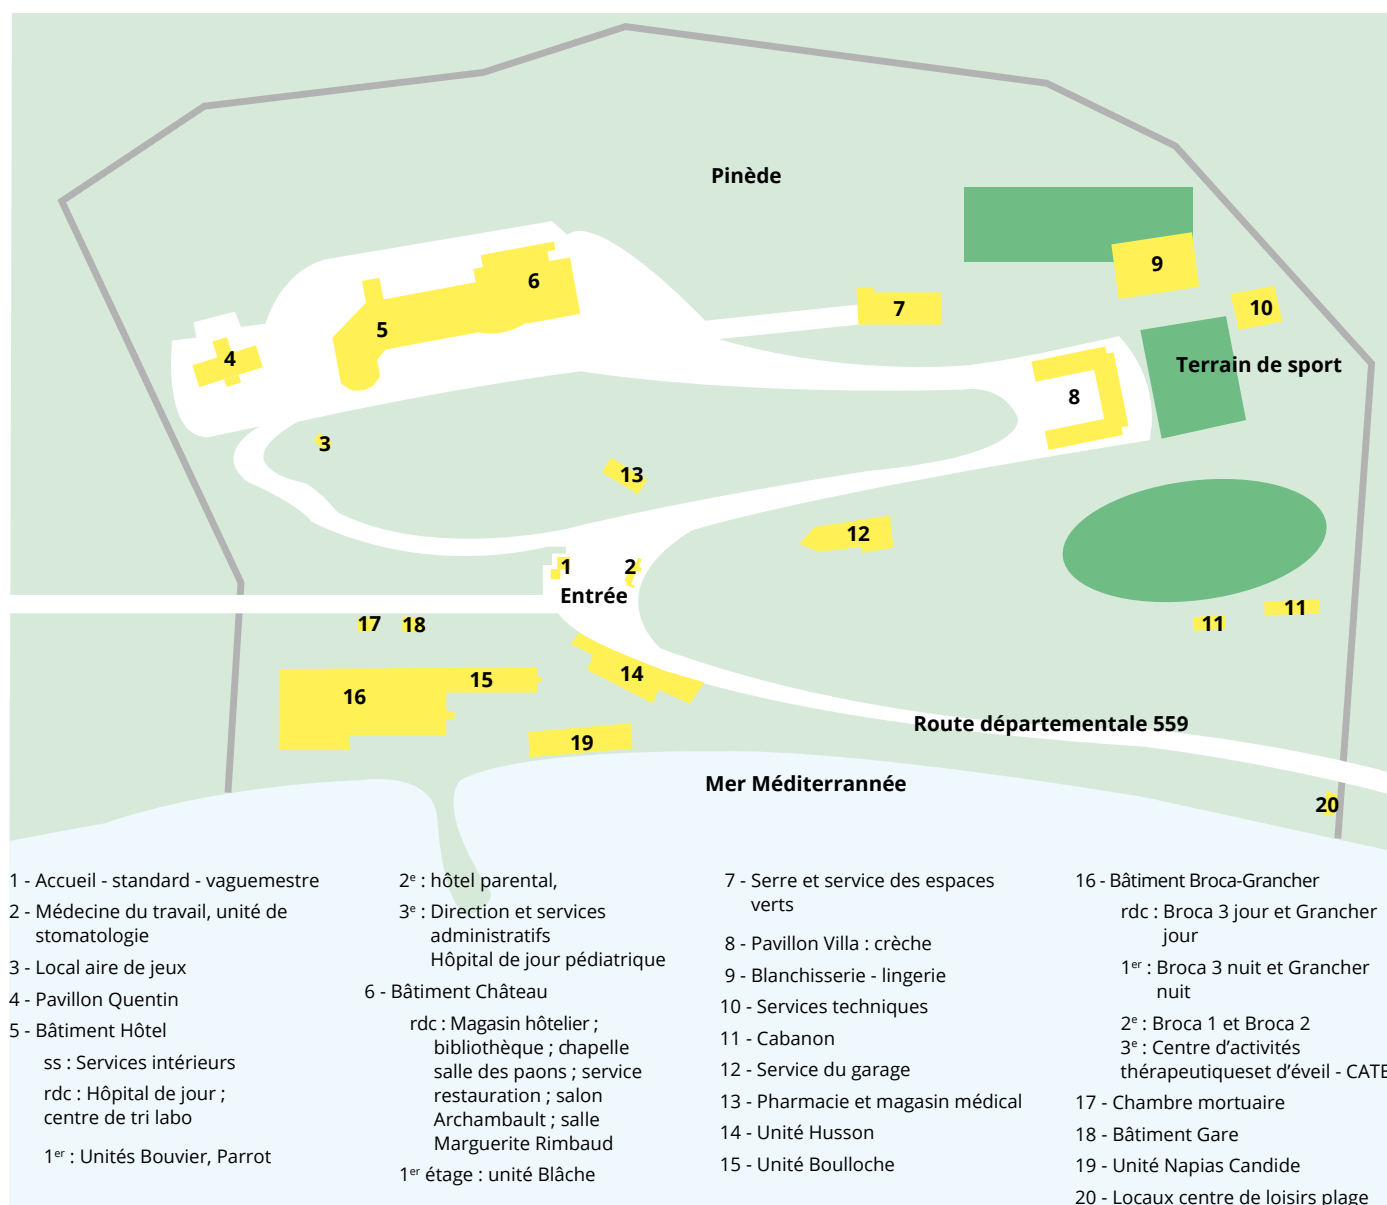 Pinède
6
9
7
10
5
4
Terrain de sport
8
3
13
12
1
2
Entrée
11
11
17
18
14
15
16
Route départementale 559
19
Mer Méditerrannée
20
1 - Accueil - standard - vaguemestre
2 - Médecine du travail, unité de
stomatologie
3 - Local aire de jeux
4 - Pavillon Quentin
5 - Bâtiment Hôtel
ss : Services intérieurs
rdc : Hôpital de jour ;
centre de tri labo
1er : Unités Bouvier, Parrot
2e : hôtel parental,
3e : Direction et services
administratifs
Hôpital de jour pédiatrique
6 - Bâtiment Château
rdc : Magasin hôtelier ;
bibliothèque ; chapelle
salle des paons ; service
restauration ; salon
Archambault ; salle
Marguerite Rimbaud
1er étage : unité Blâche
7 - Serre et service des espaces
verts
8 - Pavillon Villa : crèche
9 - Blanchisserie - lingerie
10 - Services techniques
11 - Cabanon
12 - Service du garage
13 - Pharmacie et magasin médical
14 - Unité Husson
15 - Unité Boulloche
16 - Bâtiment Broca-Grancher
rdc : Broca 3 jour et Grancher
jour
1er : Broca 3 nuit et Grancher
nuit
2e : Broca 1 et Broca 2
3e : Centre d'activités
thérapeutiqueset d'éveil - CATE
17 - Chambre mortuaire
18 - Bâtiment Gare
19 - Unité Napias Candide
20 - Locaux centre de loisirs plage